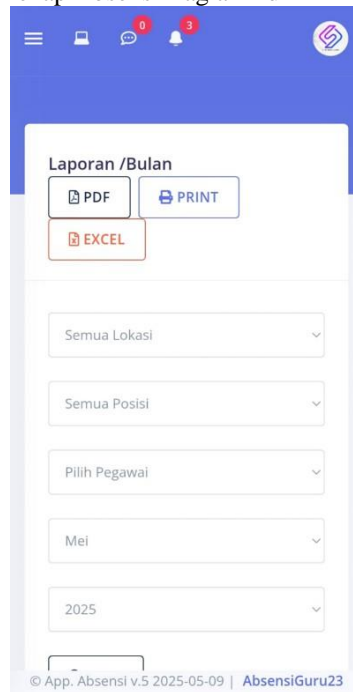 0
3
Laporan /Bulan
PDF
PRINT
EXCEL
Semua Lokasi
Semua Posisi
Pilih Pegawai
Mei
2025
© App. Absensi v.5 2025-05-09 | AbsensiGuru23